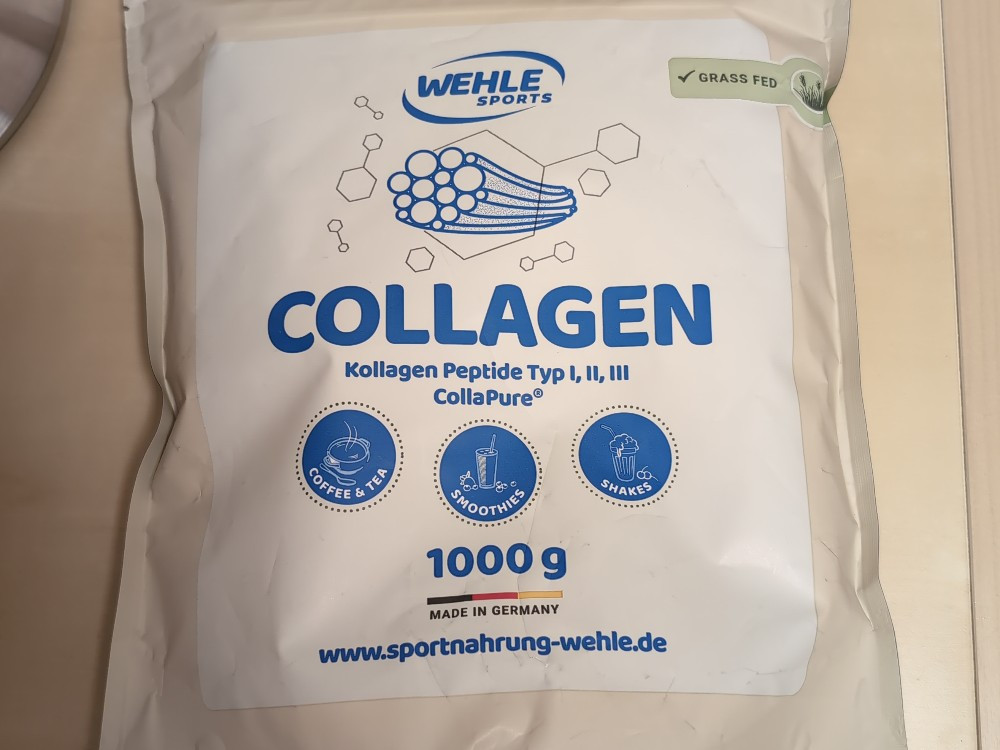 WEHLE
SPORTS
✓ GRASS FED
COLLAGEN
Kollagen Peptide Typ I, II, III
CollaPure®
COFFEE & TEA
SMOOTHIES
SHAKES
1000 g
MADE IN GERMANY
www.sportnahrung-wehle.de